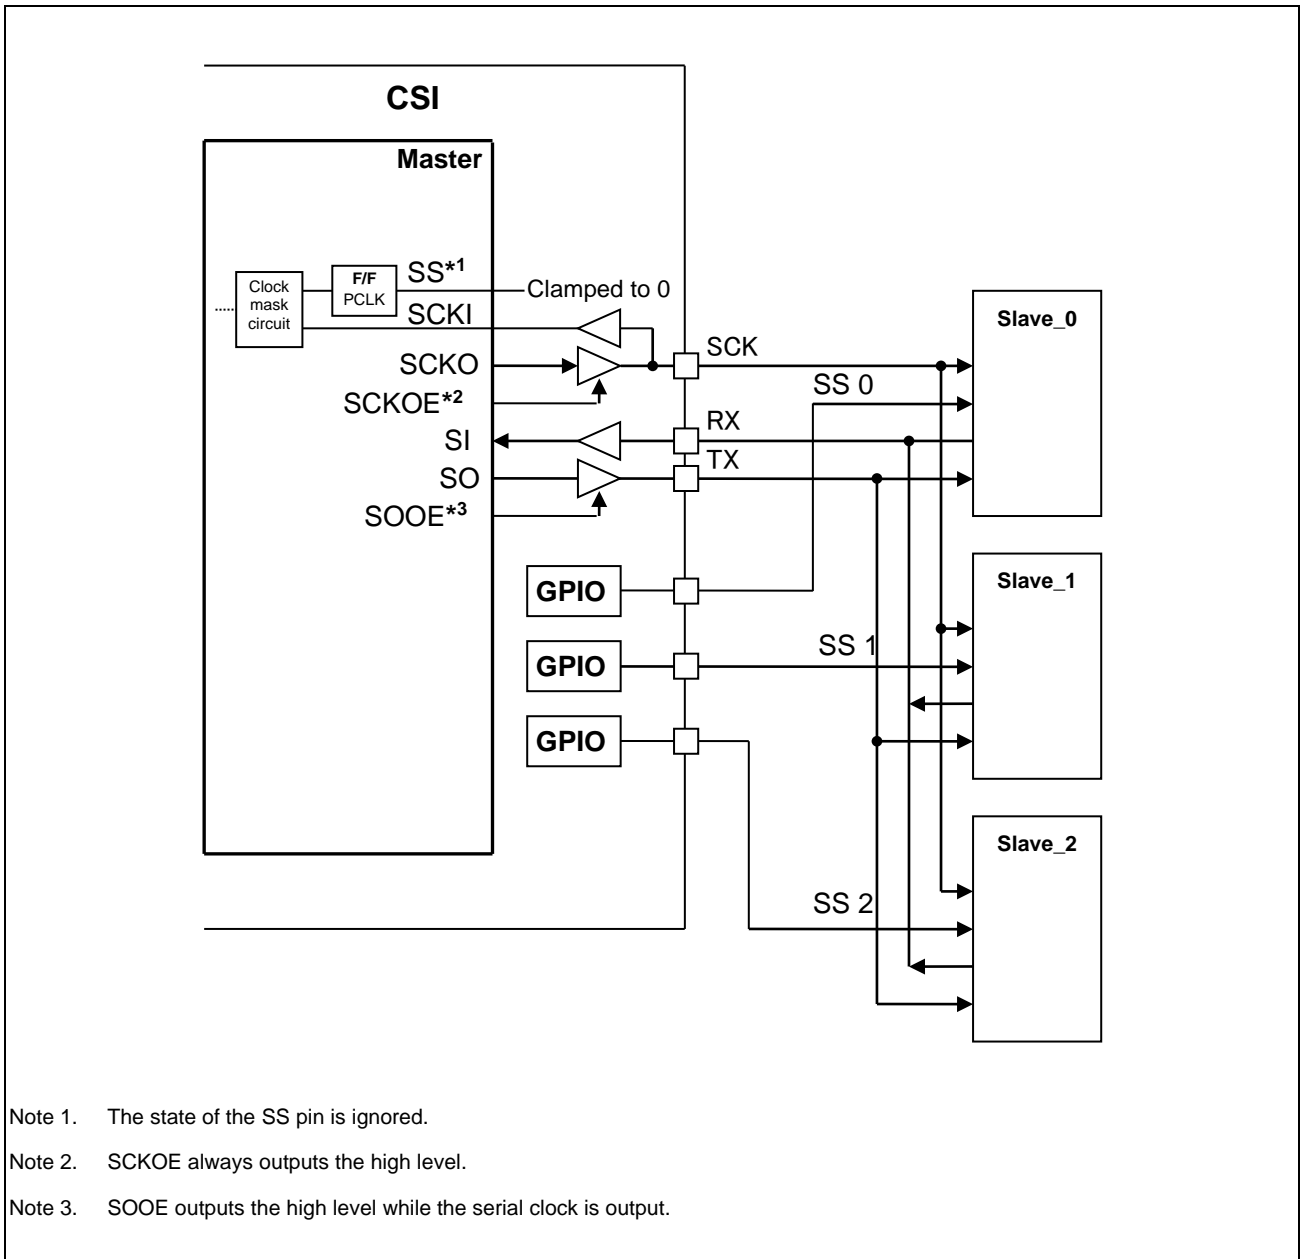 CSI
Master
SS*1
Clamped to 0
F/F
PCLK
Clock
mask
circuit
.....
SCKI
SCKO
SCKOE*2
SI
SO
SOOE*3
SCK
SS 0
RX
TX
Slave_0
GPIO
GPIO
GPIO
SS 1
Slave_1
SS 2
Slave_2
Note 1. The state of the SS pin is ignored.
Note 2. SCKOE always outputs the high level.
Note 3. SOOE outputs the high level while the serial clock is output.